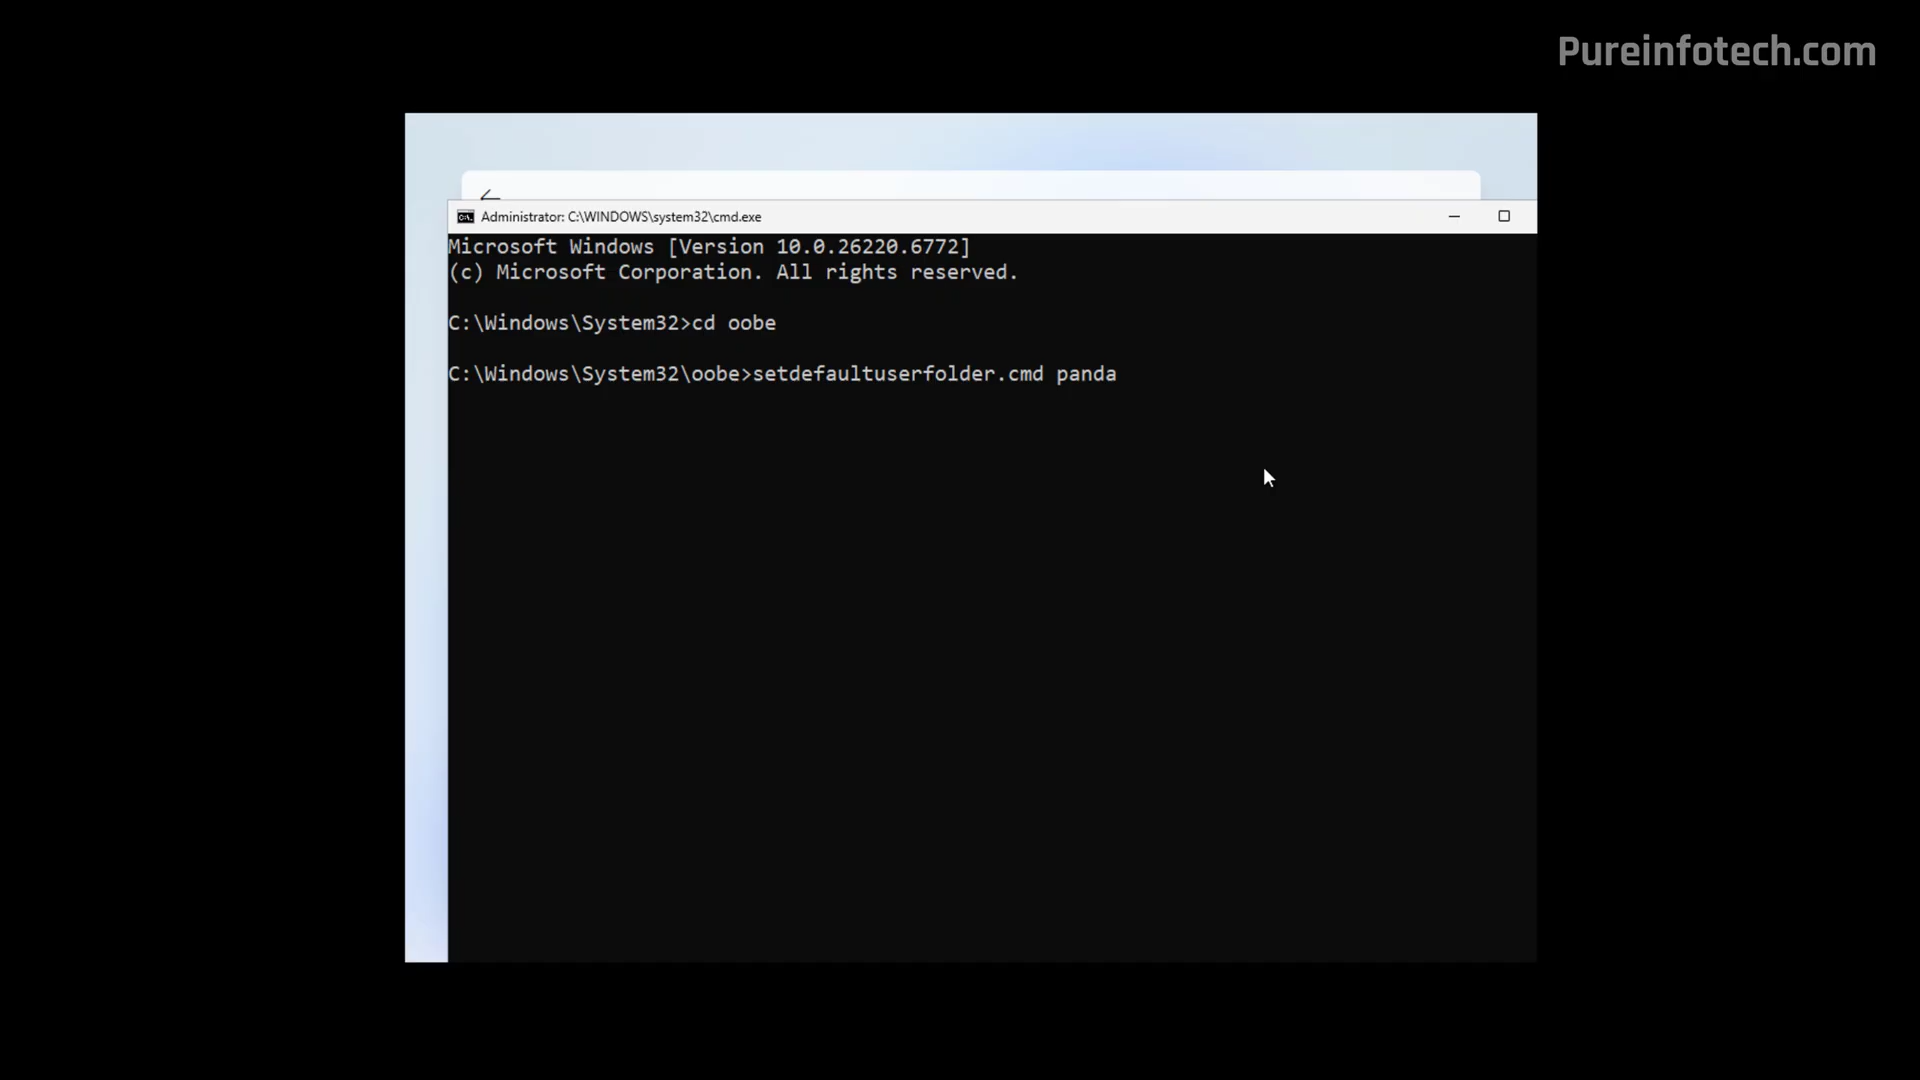 Pureinfotech.com
Administrator: C:\WINDOWS\system32\cmd.exe
Microsoft Windows [Version 10.0.26220.6772]
(c) Microsoft Corporation. All rights reserved.
C:\Windows\System32>cd oobe
C:\Windows\System32\oobe>setdefaultuserfolder.cmd panda